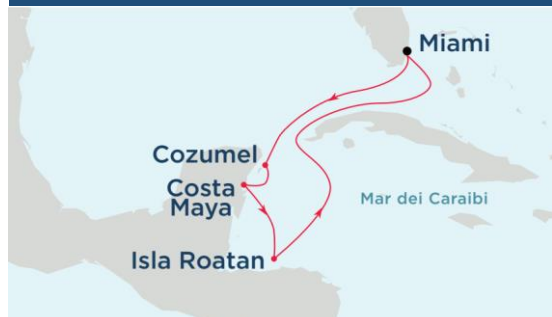 Miami
Cozumel
Costa
Maya
Mar dei Caraibi
Isla Roatan